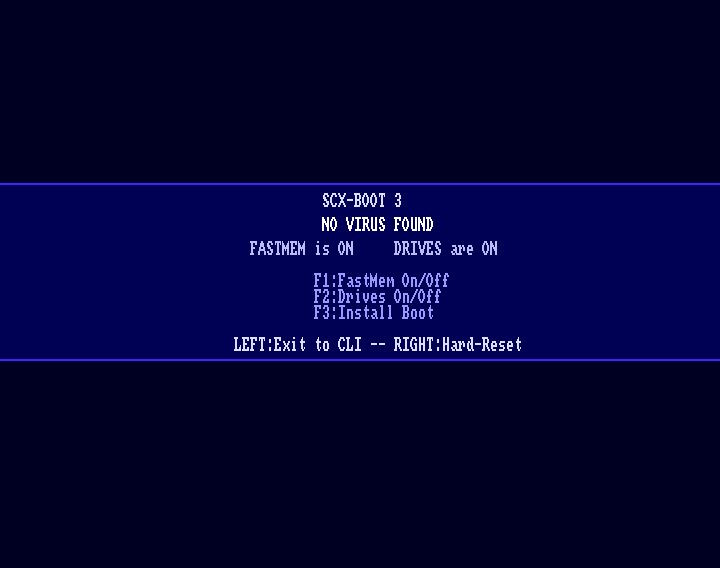 SCX-BOOT 3
NO VIRUS FOUND
FASTMEM is ON     DRIVES are ON
F1:FastMem On/Off
F2:Drives On/Off
F3:Install Boot
LEFT:Exit to CLI -- RIGHT:Hard-Reset